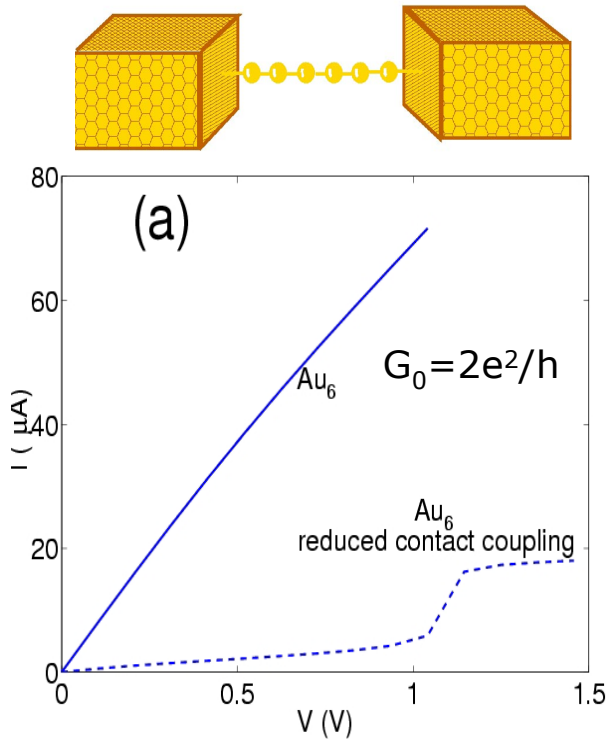 80
(a)
60
G₀=2e²/h
Au₆
40
I ( μA)
Au₆
reduced contact coupling
20
0
0
0.5
1
1.5
V (V)